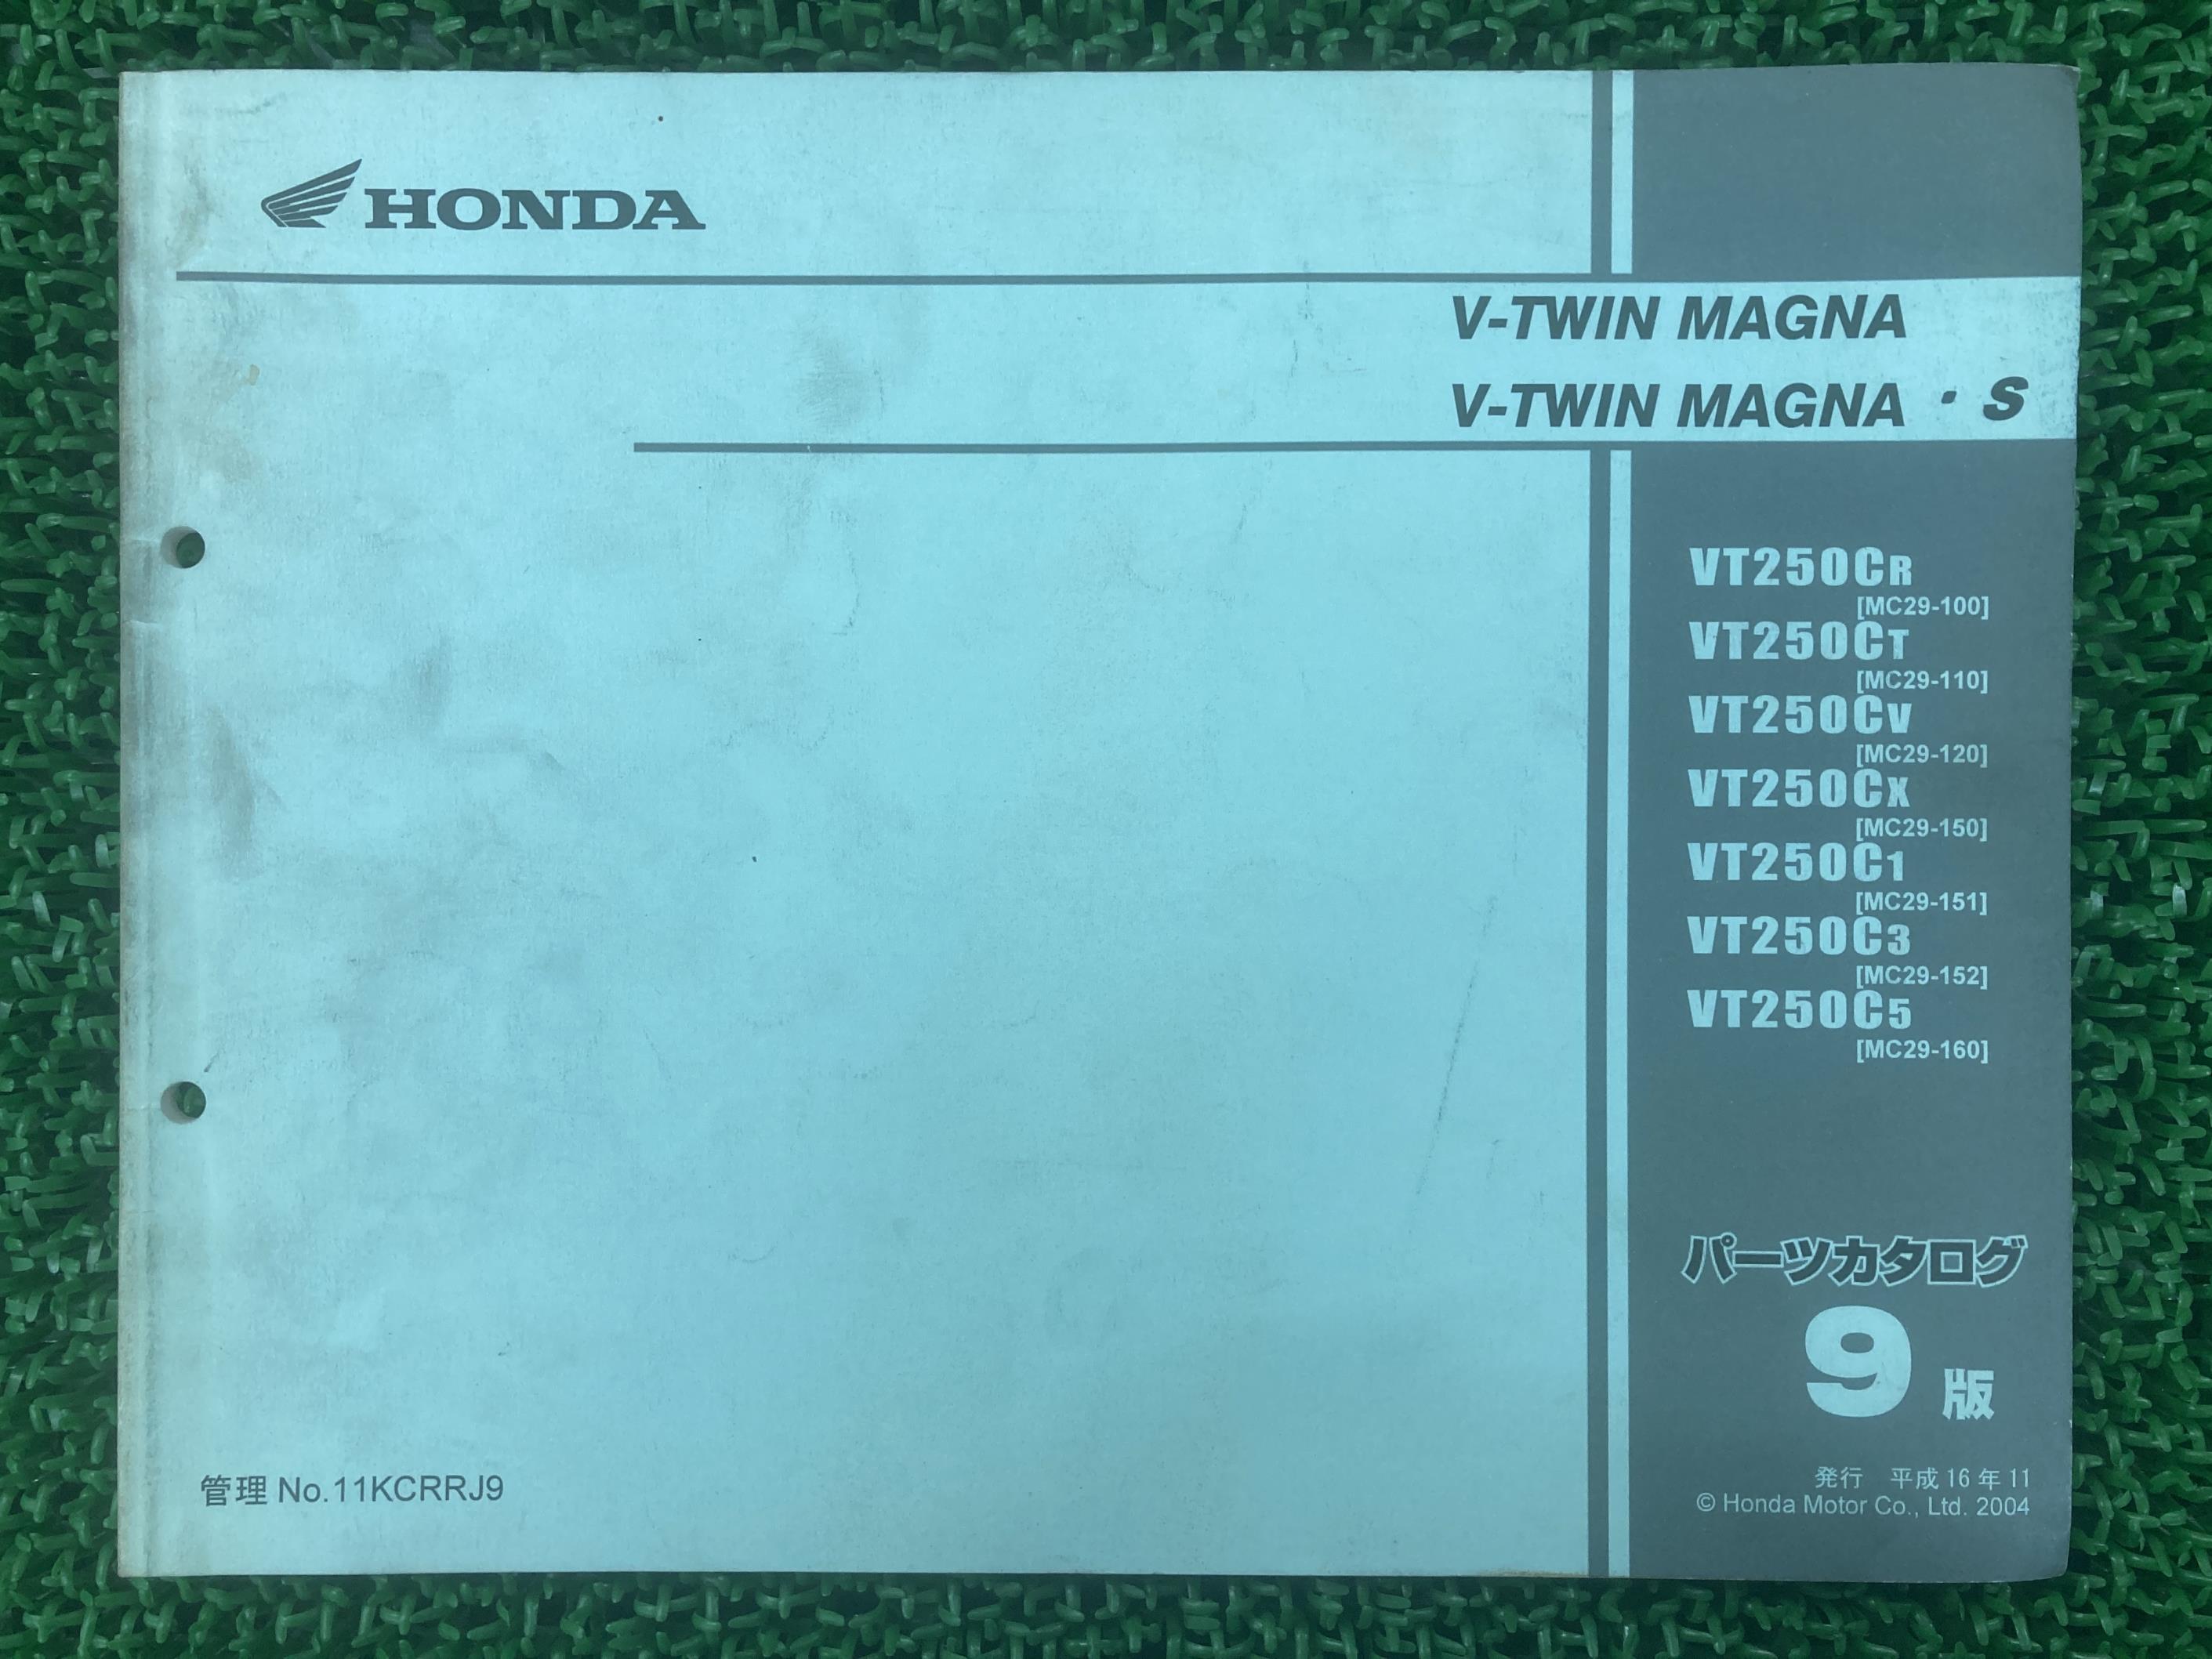 HONDA
V-TWIN MAGNA
V-TWIN MAGNA・S
VT250CR
[MC29-100]
VT250CT
[MC29-110]
VT250CV
[MC29-120]
VT250CX
[MC29-150]
VT250C1
[MC29-151]
VT250C3
[MC29-152]
VT250C5
[MC29-160]
パーツカタログ
9版
発行 平成16年11
© Honda Motor Co., Ltd. 2004
管理 No.11KCRRJ9